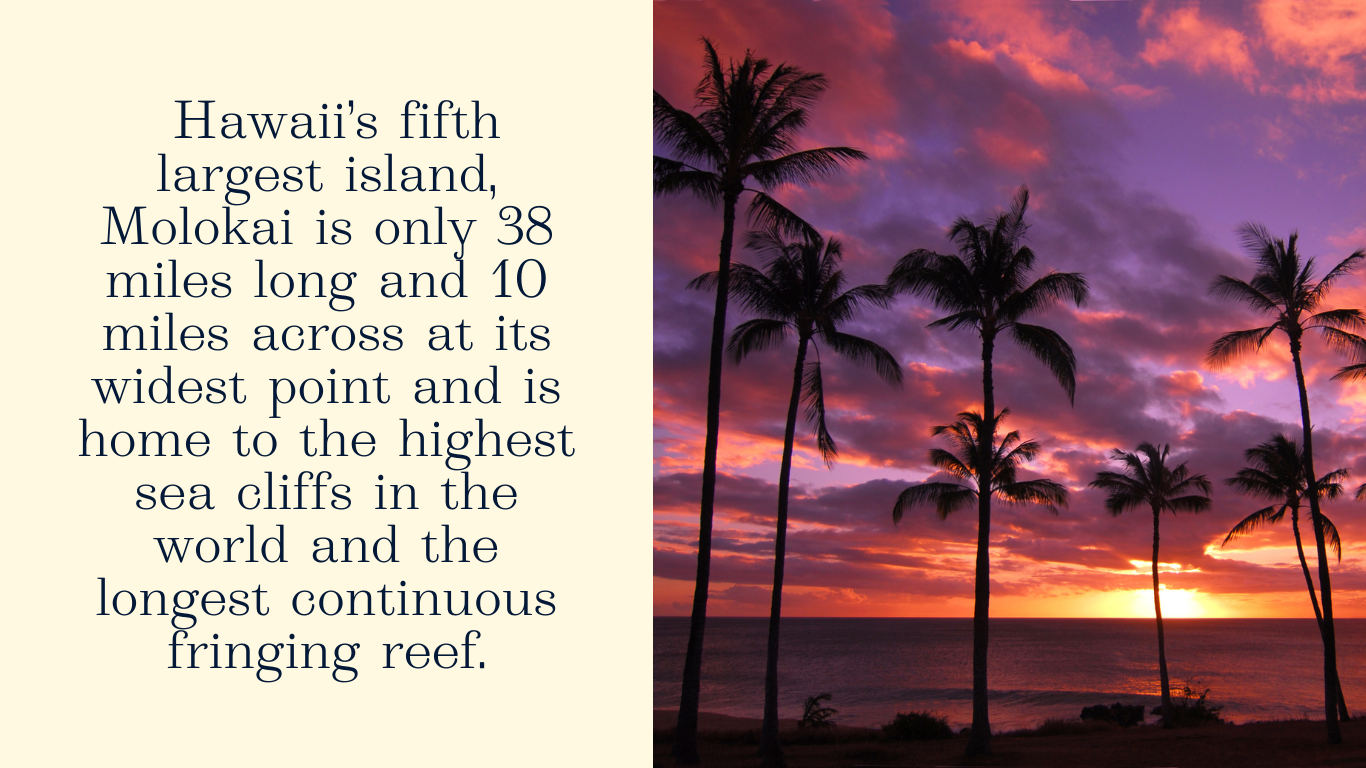 Hawaii's fifth
largest island,
Molokai is only 38
miles long and 10
miles across at its
widest point and is
home to the highest
sea cliffs in the
world and the
longest continuous
fringing reef.